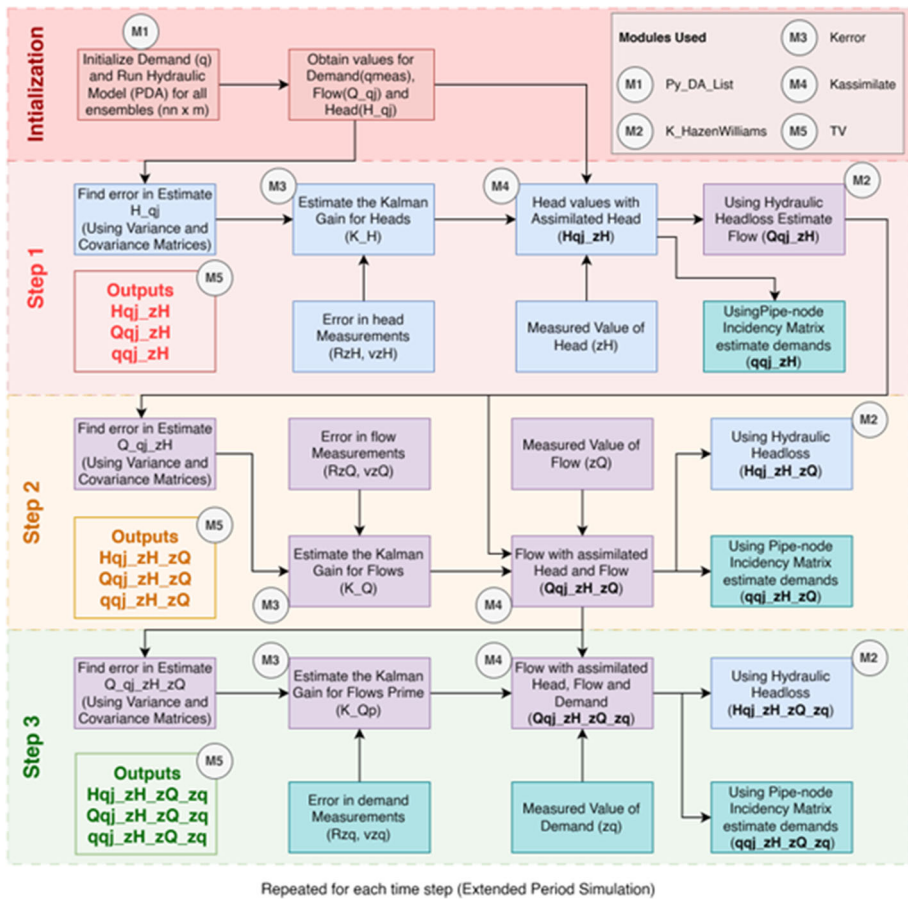 Intialization
M1
Initialize Demand (q)
and Run Hydraulic
Model (PDA) for all
ensembles (nn x m)
Obtain values for
Demand(qmeas),
Flow(Q_qj) and
Head(H_qj)
Modules Used
M1 Py_DA_List
M2 K_HazenWilliams
M3 Kerror
M4 Kassimilate
M5 TV
Step 1
Find error in Estimate
H_qj
(Using Variance and
Covariance Matrices)
M3
Estimate the Kalman
Gain for Heads
(K_H)
M4
Head values with
Assimilated Head
(Hqj_zH)
M2
Using Hydraulic
Headloss Estimate
Flow (Qqj_zH)
M5
Outputs
Hqj_zH
Qqj_zH
qqj_zH
Error in head
Measurements
(RzH, vzH)
Measured Value of
Head (zH)
UsingPipe-node
Incidency Matrix
estimate demands
(qqj_zH)
Step 2
Find error in Estimate
Q_qj_zH
(Using Variance and
Covariance Matrices)
Error in flow
Measurements
(RzQ, vzQ)
Measured Value of
Flow (zQ)
M2
Using Hydraulic
Headloss
(Hqj_zH_zQ)
M5
Outputs
Hqj_zH_zQ
Qqj_zH_zQ
qqj_zH_zQ
Estimate the Kalman
Gain for Flows
(K_Q)
M3
Flow with assimilated
Head and Flow
(Qqj_zH_zQ)
M4
Using Pipe-node
Incidency Matrix
estimate demands
(qqj_zH_zQ)
Step 3
Find error in Estimate
Q_qj_zH_zQ
(Using Variance and
Covariance Matrices)
M3
Estimate the Kalman
Gain for Flows Prime
(K_Qp)
M4
Flow with assimilated
Head, Flow and
Demand
(Qqj_zH_zQ_zq)
M2
Using Hydraulic
Headloss
(Hqj_zH_zQ_zq)
M5
Outputs
Hqj_zH_zQ_zq
Qqj_zH_zQ_zq
qqj_zH_zQ_zq
Error in demand
Measurements
(Rzq, vzq)
Measured Value of
Demand (zq)
Using Pipe-node
Incidency Matrix
estimate demands
(qqj_zH_zQ_zq)
Repeated for each time step (Extended Period Simulation)